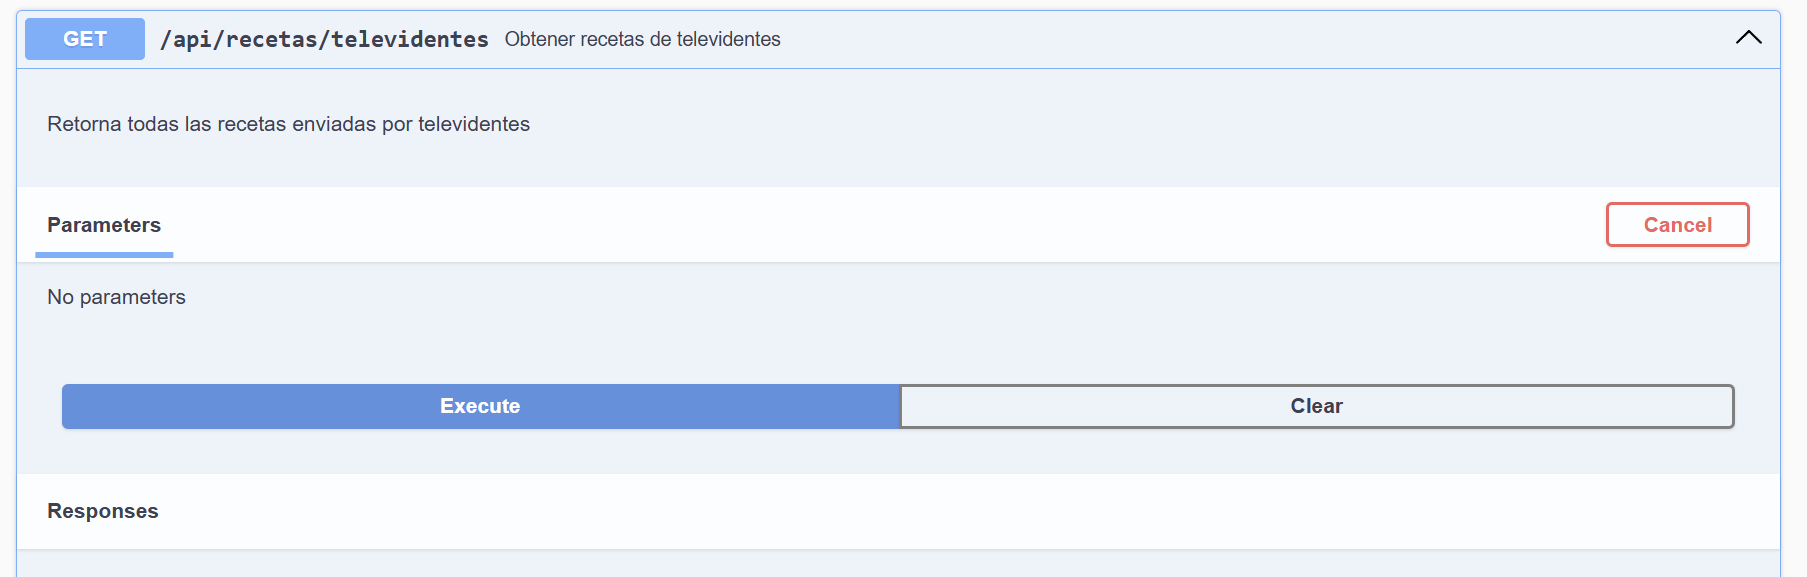 GET /api/recetas/televidentes Obtener recetas de televidentes
Retorna todas las recetas enviadas por televidentes
Parameters Cancel
No parameters
Execute Clear
Responses